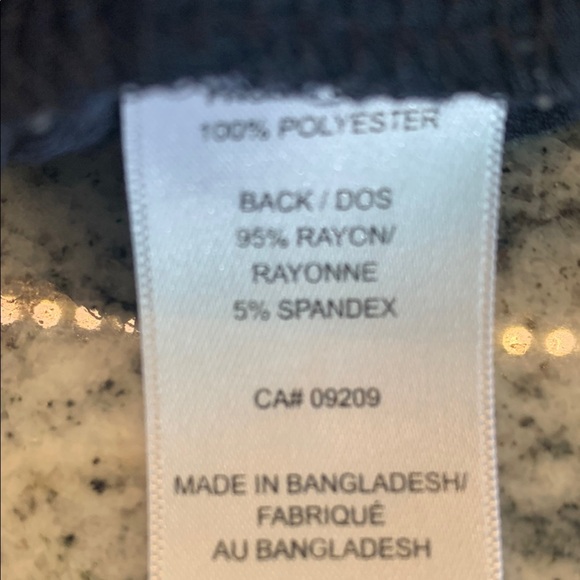 100% POLYESTER
BACK / DOS
95% RAYON/
RAYONNE
5% SPANDEX
CA# 09209
MADE IN BANGLADESH/
FABRIQUÉ
AU BANGLADESH